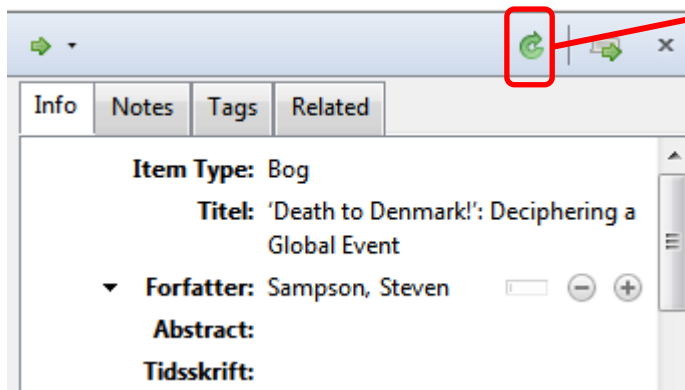 Info Notes Tags Related
Item Type: Bog
Titel: ‘Death to Denmark!’: Deciphering a
Global Event
Forfatter: Sampson, Steven
Abstract:
Tidsskrift: